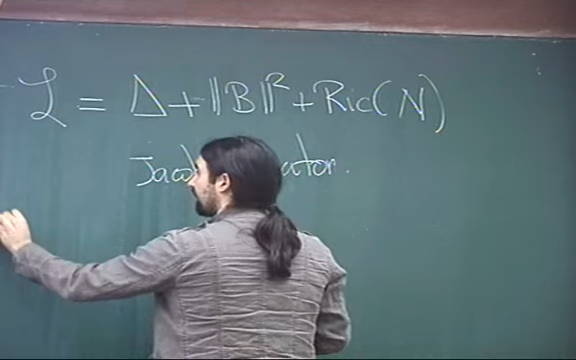 - L = Δ + ||B||² + Ric(N)